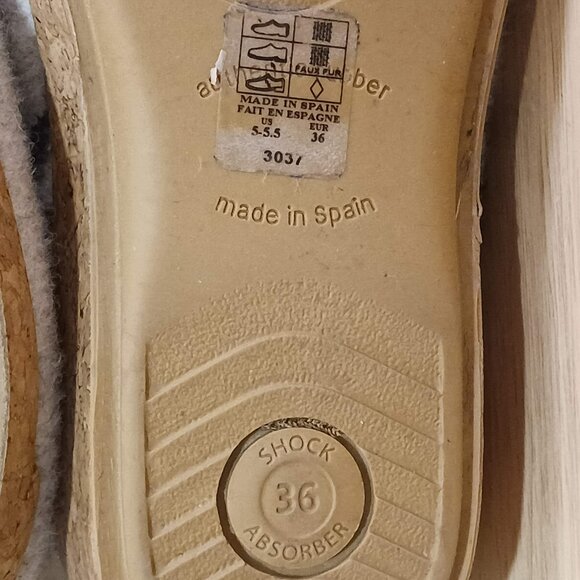 FAUX FUR
MADE IN SPAIN
FAIT EN ESPAGNE
US EUR
5-5.5 36
3037
made in Spain
SHOCK
36
ABSORBER